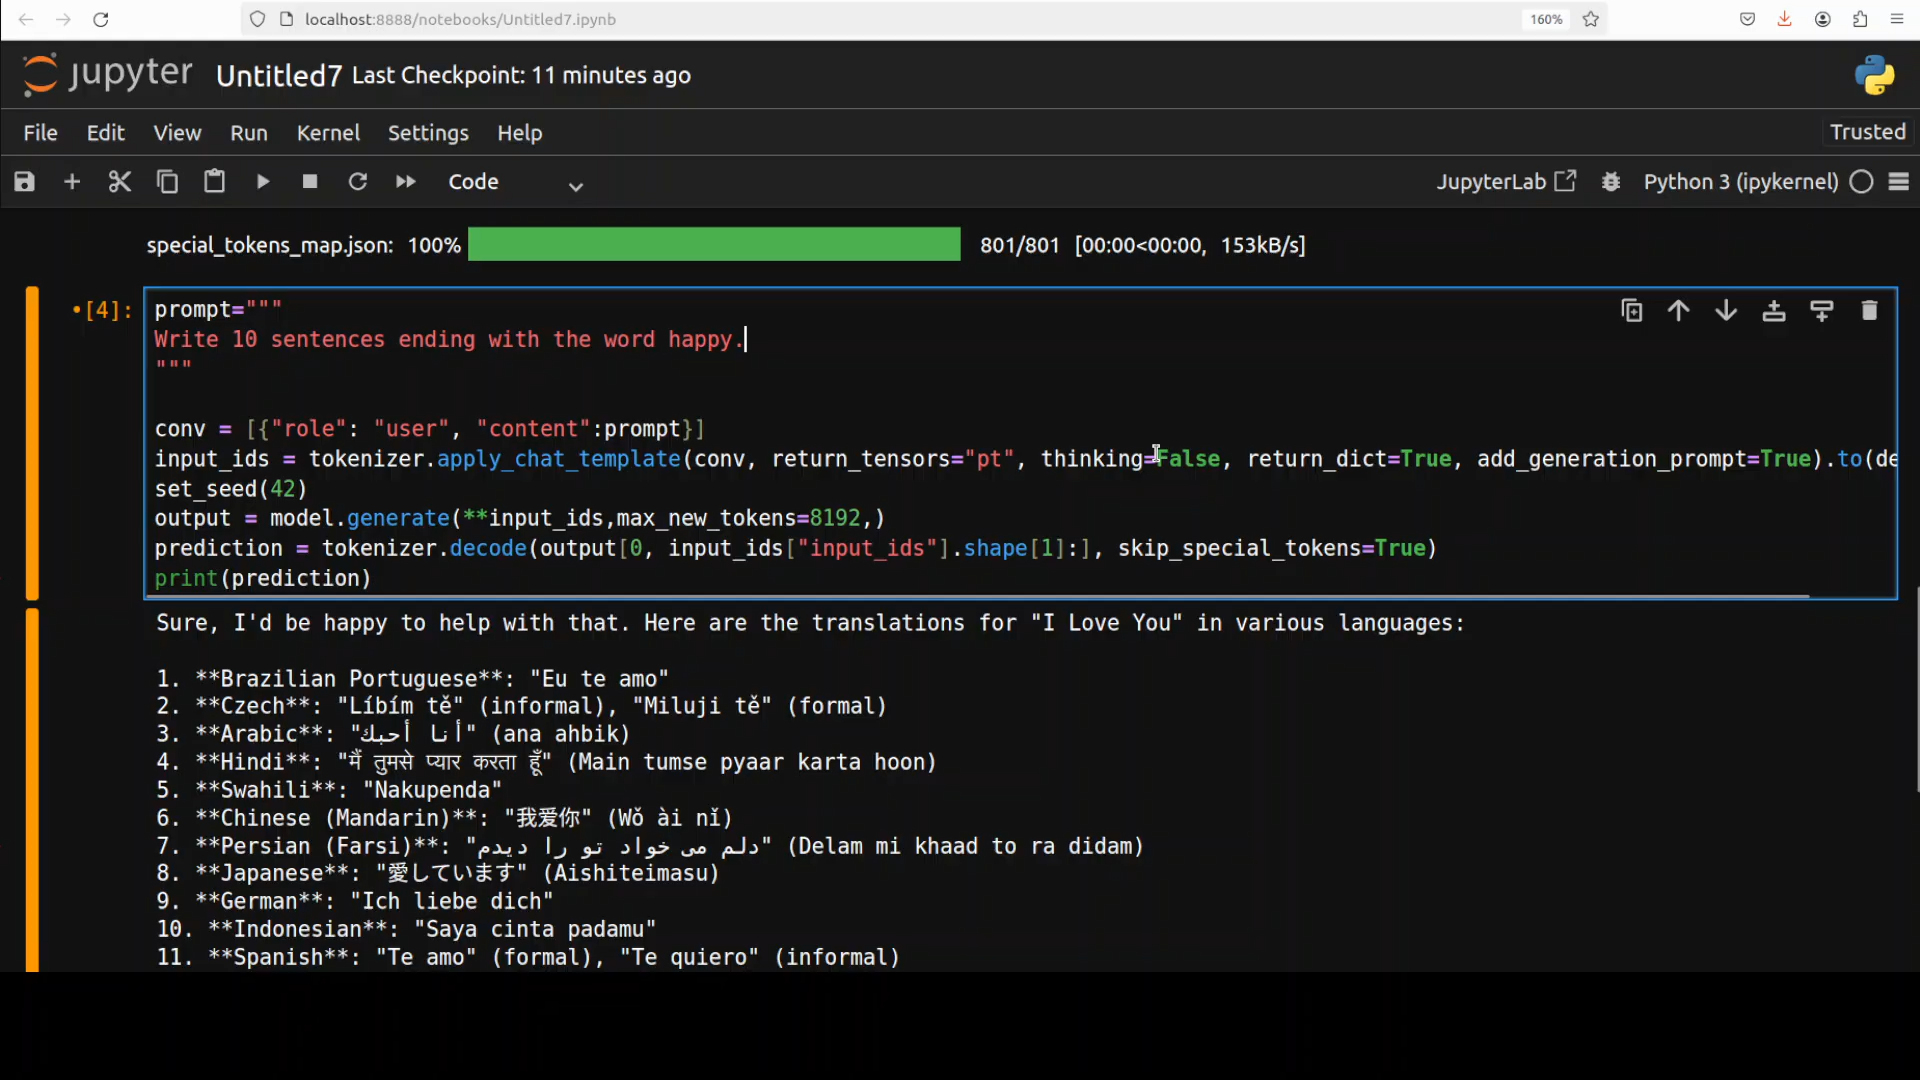 localhost:8888/notebooks/Untitled7.ipynb
160%
jupyter Untitled7 Last Checkpoint: 11 minutes ago
File Edit View Run Kernel Settings Help
Trusted
Code
JupyterLab
Python 3 (ipykernel)
special_tokens_map.json: 100% 801/801 [00:00<00:00, 153kB/s]
•[4]:
prompt="""
Write 10 sentences ending with the word happy.
"""
conv = [{"role": "user", "content":prompt}]
input_ids = tokenizer.apply_chat_template(conv, return_tensors="pt", thinking=False, return_dict=True, add_generation_prompt=True).to(de
set_seed(42)
output = model.generate(**input_ids,max_new_tokens=8192,)
prediction = tokenizer.decode(output[0, input_ids["input_ids"].shape[1]:], skip_special_tokens=True)
print(prediction)
Sure, I'd be happy to help with that. Here are the translations for "I Love You" in various languages:
1. **Brazilian Portuguese**: "Eu te amo"
2. **Czech**: "Líbím tě" (informal), "Miluji tě" (formal)
3. **Arabic**: "أنا أحبك" (ana ahbik)
4. **Hindi**: "मैं तुमसे प्यार करता हूँ" (Main tumse pyaar karta hoon)
5. **Swahili**: "Nakupenda"
6. **Chinese (Mandarin)**: "我爱你" (Wǒ ài nǐ)
7. **Persian (Farsi)**: "دلم می خواد تو را دیدم" (Delam mi khaad to ra didam)
8. **Japanese**: "愛しています" (Aishiteimasu)
9. **German**: "Ich liebe dich"
10. **Indonesian**: "Saya cinta padamu"
11. **Spanish**: "Te amo" (formal), "Te quiero" (informal)